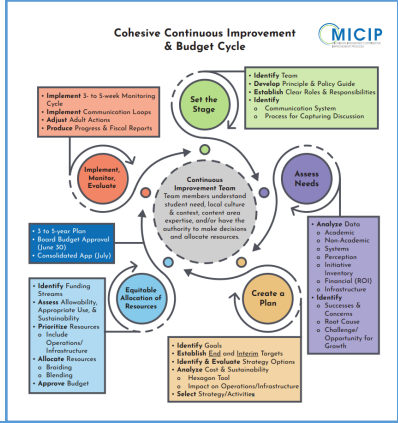 Cohesive Continuous Improvement
& Budget Cycle
MICIP
• Implement 3- to 5-week Monitoring
Cycle
• Implement Communication Loops
• Adjust Adult Actions
• Produce Progress & Fiscal Reports
Set the
Stage
• Identify Team
• Develop Principle & Policy Guide
• Establish Clear Roles & Responsibilities
• Identify
o Communication System
o Process for Capturing Discussion
Implement,
Monitor,
Evaluate
Continuous
Improvement Team
Team members understand
student need, local culture
& context, content area
expertise, and/or have the
authority to make decisions
and allocate resources.
Assess
Needs
• Analyze Data
o Academic
o Non-Academic
o Systems
o Perception
o Initiative
Inventory
o Financial (ROI)
o Infrastructure
• Identify
o Successes &
Concerns
o Root Cause
o Challenge/
Opportunity for
Growth
• 3 to 5-year Plan
• Board Budget Approval
(June 30)
• Consolidated App (July)
Equitable
Allocation of
Resources
• Identify Funding
Streams
• Assess Allowability,
Appropriate Use, &
Sustainability
• Prioritize Resources
o Include
Operations/
Infrastructure
• Allocate Resources
o Braiding
o Blending
• Approve Budget
Create a
Plan
• Identify Goals
• Establish End and Interim Targets
• Identify & Evaluate Strategy Options
• Analyze Cost & Sustainability
o Hexagon Tool
o Impact on Operations/Infrastructure
• Select Strategy/Activities